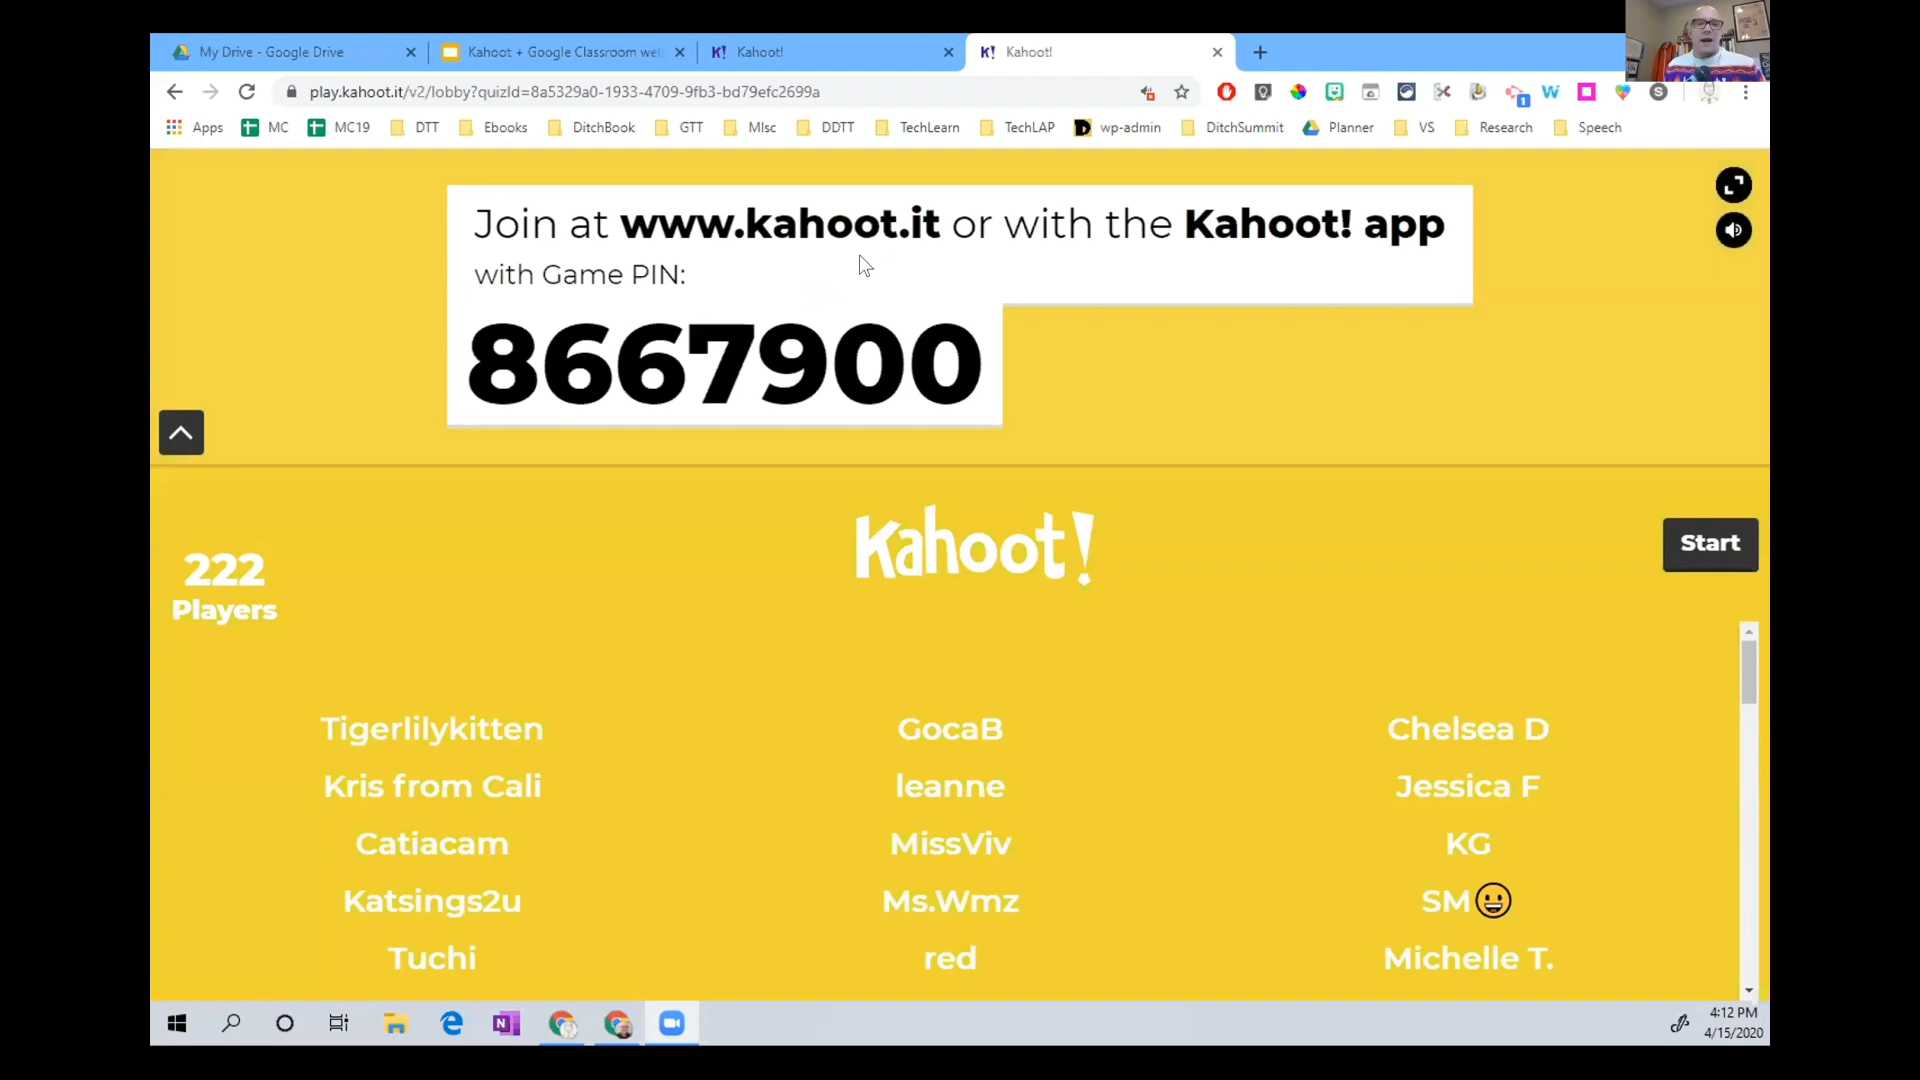 My Drive - Google Drive
Kahoot + Google Classroom we
K! Kahoot!
K! Kahoot!
play.kahoot.it/v2/lobby?quizId=8a5329a0-1933-4709-9fb3-bd79efc2699a
Apps MC MC19 DTT Ebooks DitchBook GTT MIsc DDTT TechLearn TechLAP wp-admin DitchSummit Planner VS Research Speech
Join at www.kahoot.it or with the Kahoot! app
with Game PIN:
8667900
Kahoot!
Start
222
Players
Tigerlilykitten GocaB Chelsea D
Kris from Cali leanne Jessica F
Catiacam MissViv KG
Katsings2u Ms.Wmz SM😀
Tuchi red Michelle T.
4:12 PM
4/15/2020